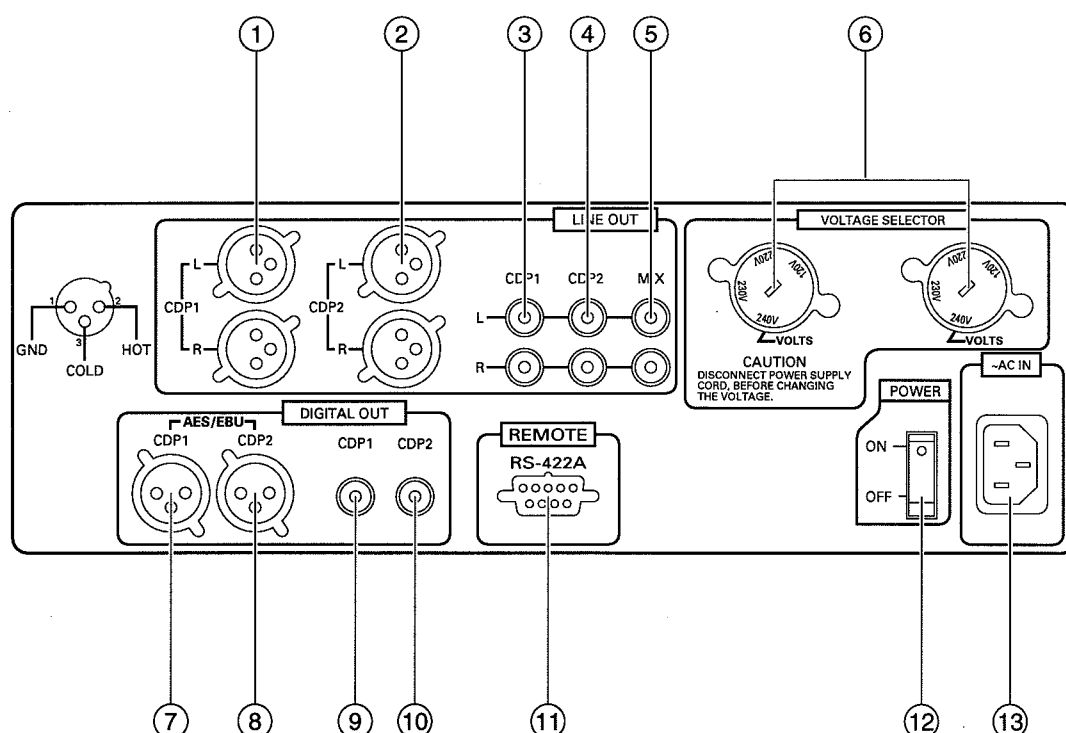 1 2 3 4 5 6
LINE OUT
VOLTAGE SELECTOR
L
CDP1
R
L
CDP2
R
CDP1 CDP2 MIX
L
R
1 2
3
GND HOT
COLD
220V 120V
230V
240V
VOLTS
220V 120V
230V
240V
VOLTS
CAUTION
DISCONNECT POWER SUPPLY
CORD, BEFORE CHANGING
THE VOLTAGE.
~AC IN
POWER
ON
OFF
DIGITAL OUT
AES/EBU
CDP1 CDP2 CDP1 CDP2
REMOTE
RS-422A
7 8 9 10 11 12 13